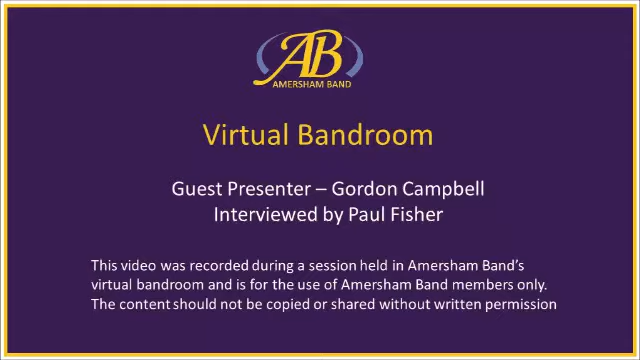 AB
AMERSHAM BAND
Virtual Bandroom
Guest Presenter – Gordon Campbell
Interviewed by Paul Fisher
This video was recorded during a session held in Amersham Band's
virtual bandroom and is for the use of Amersham Band members only.
The content should not be copied or shared without written permission